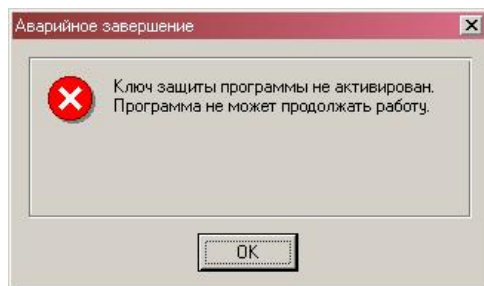 Аварийное завершение
Ключ защиты программы не активирован.
Программа не может продолжать работу.
OK